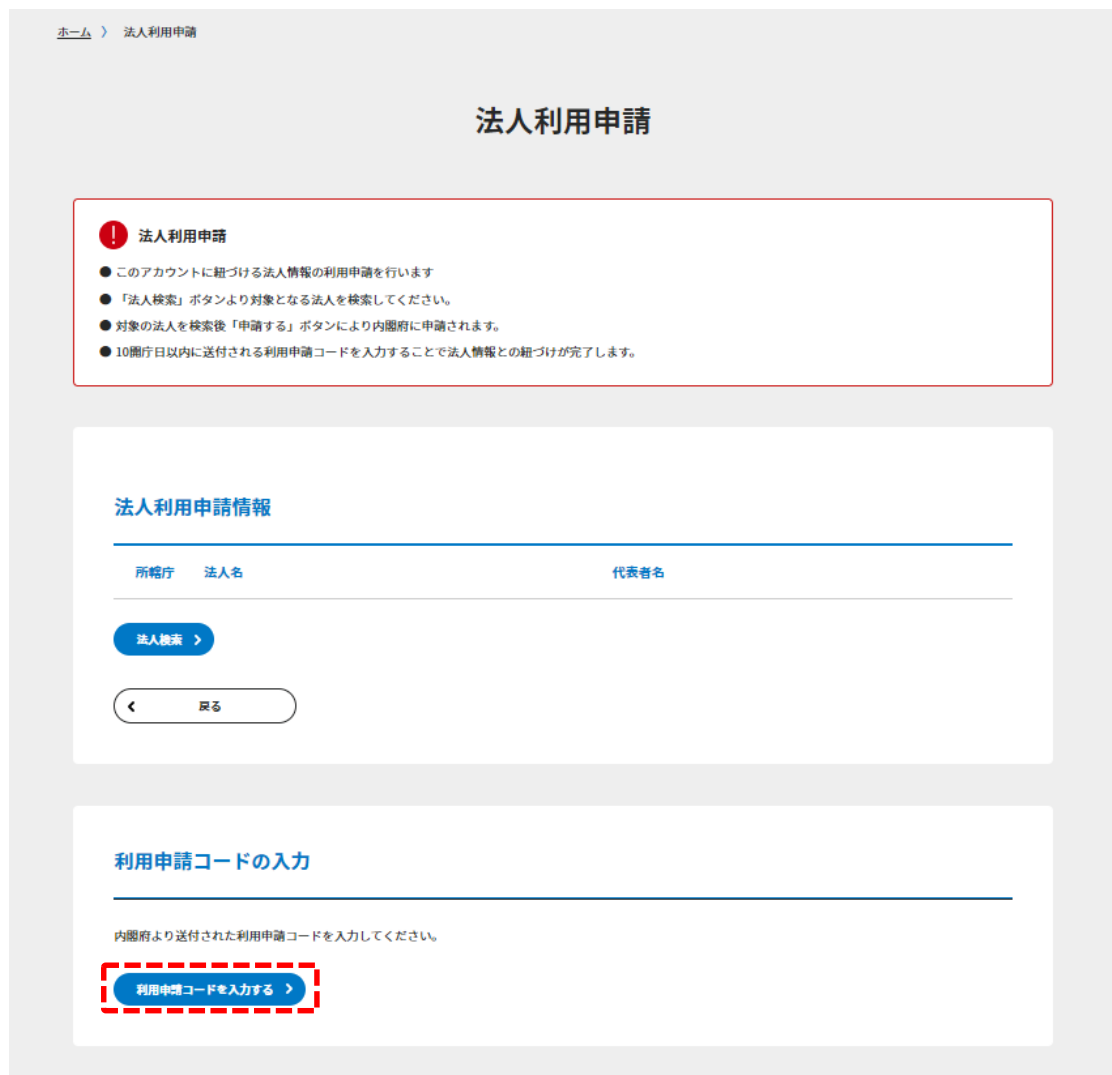 ホーム 〉 法人利用申請
法人利用申請
! 法人利用申請
● このアカウントに紐づける法人情報の利用申請を行います
● 「法人検索」ボタンより対象となる法人を検索してください。
● 対象の法人を検索後「申請する」ボタンにより内閣府に申請されます。
● 10開庁日以内に送付される利用申請コードを入力することで法人情報との紐づけが完了します。
法人利用申請情報
所轄庁 法人名 代表者名
法人検索
戻る
利用申請コードの入力
内閣府より送付された利用申請コードを入力してください。
利用申請コードを入力する